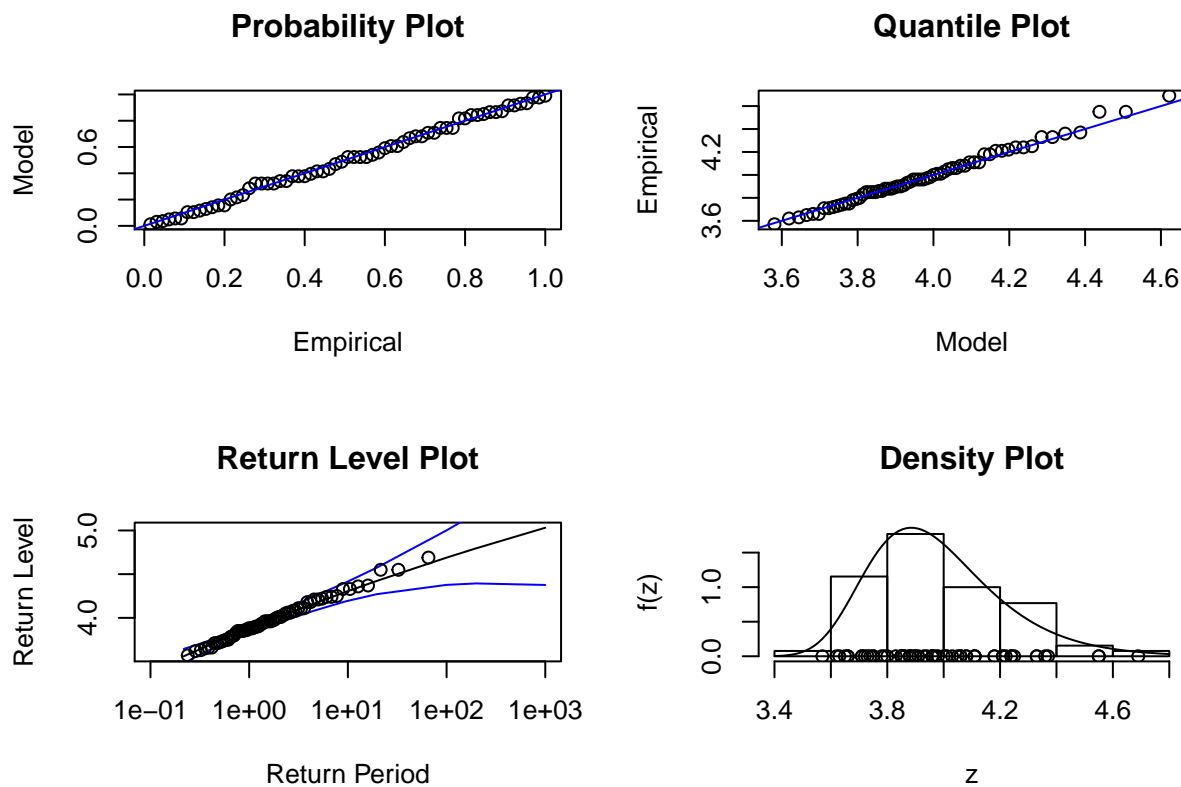 Probability Plot
Model
0.0 0.6
0.0 0.2 0.4 0.6 0.8 1.0
Empirical
Quantile Plot
Empirical
3.6 4.2
3.6 3.8 4.0 4.2 4.4 4.6
Model
Return Level Plot
Return Level
4.0 5.0
1e−01 1e+00 1e+01 1e+02 1e+03
Return Period
Density Plot
f(z)
0.0 1.0
3.4 3.8 4.2 4.6
z